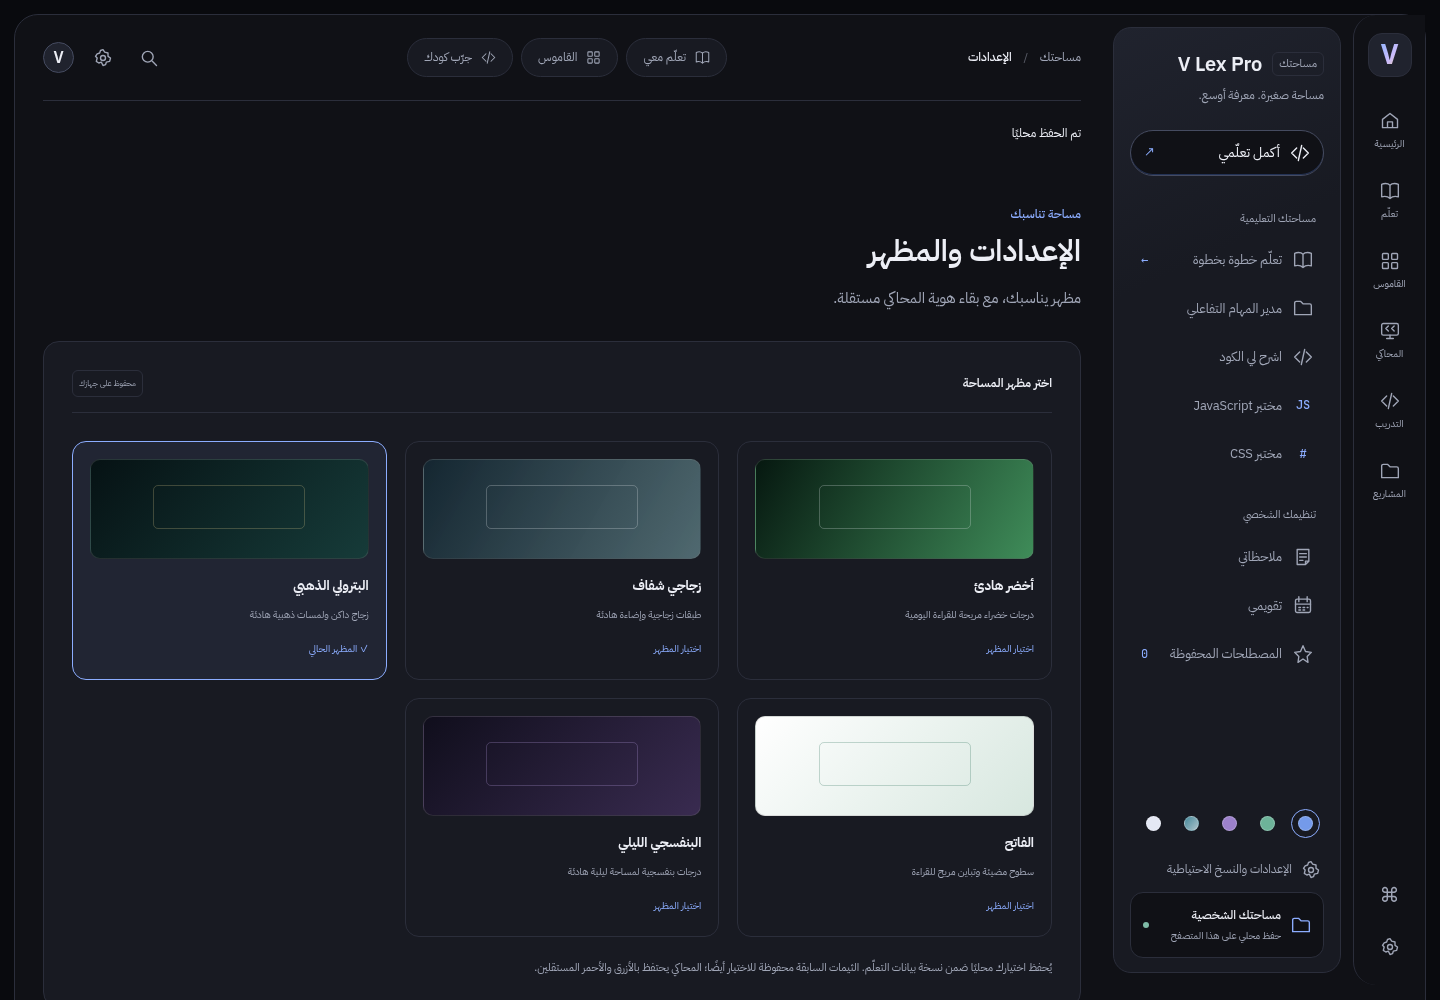 V
الرئيسية
تعلّم
القاموس
المحاكي
التدريب
المشاريع
مساحتك
V Lex Pro
مساحة صغيرة. معرفة أوسع.
أكمل تعلّمي ↗
مساحتك التعليمية
تعلّم خطوة بخطوة ←
مدير المهام التفاعلي
اشرح لي الكود
JS مختبر JavaScript
# مختبر CSS
تنظيمك الشخصي
ملاحظاتي
تقويمي
المصطلحات المحفوظة 0
الإعدادات والنسخ الاحتياطية
مساحتك الشخصية
حفظ محلي على هذا المتصفح
مساحتك / الإعدادات
تعلّم معي
القاموس
جرّب كودك
V
تم الحفظ محليًا
مساحة تناسبك
الإعدادات والمظهر
مظهر يناسبك، مع بقاء هوية المحاكي مستقلة.
اختر مظهر المساحة
محفوظ على جهازك
أخضر هادئ
درجات خضراء مريحة للقراءة اليومية
اختيار المظهر
زجاجي شفاف
طبقات زجاجية وإضاءة هادئة
اختيار المظهر
البترولي الذهبي
زجاج داكن ولمسات ذهبية هادئة
✓ المظهر الحالي
الفاتح
سطوح مضيئة وتباين مريح للقراءة
اختيار المظهر
البنفسجي الليلي
درجات بنفسجية لمساحة ليلية هادئة
اختيار المظهر
يُحفظ اختيارك محليًا ضمن نسخة بيانات التعلّم. الثيمات السابقة محفوظة للاختيار أيضًا؛ المحاكي يحتفظ بالأزرق والأحمر المستقلين.